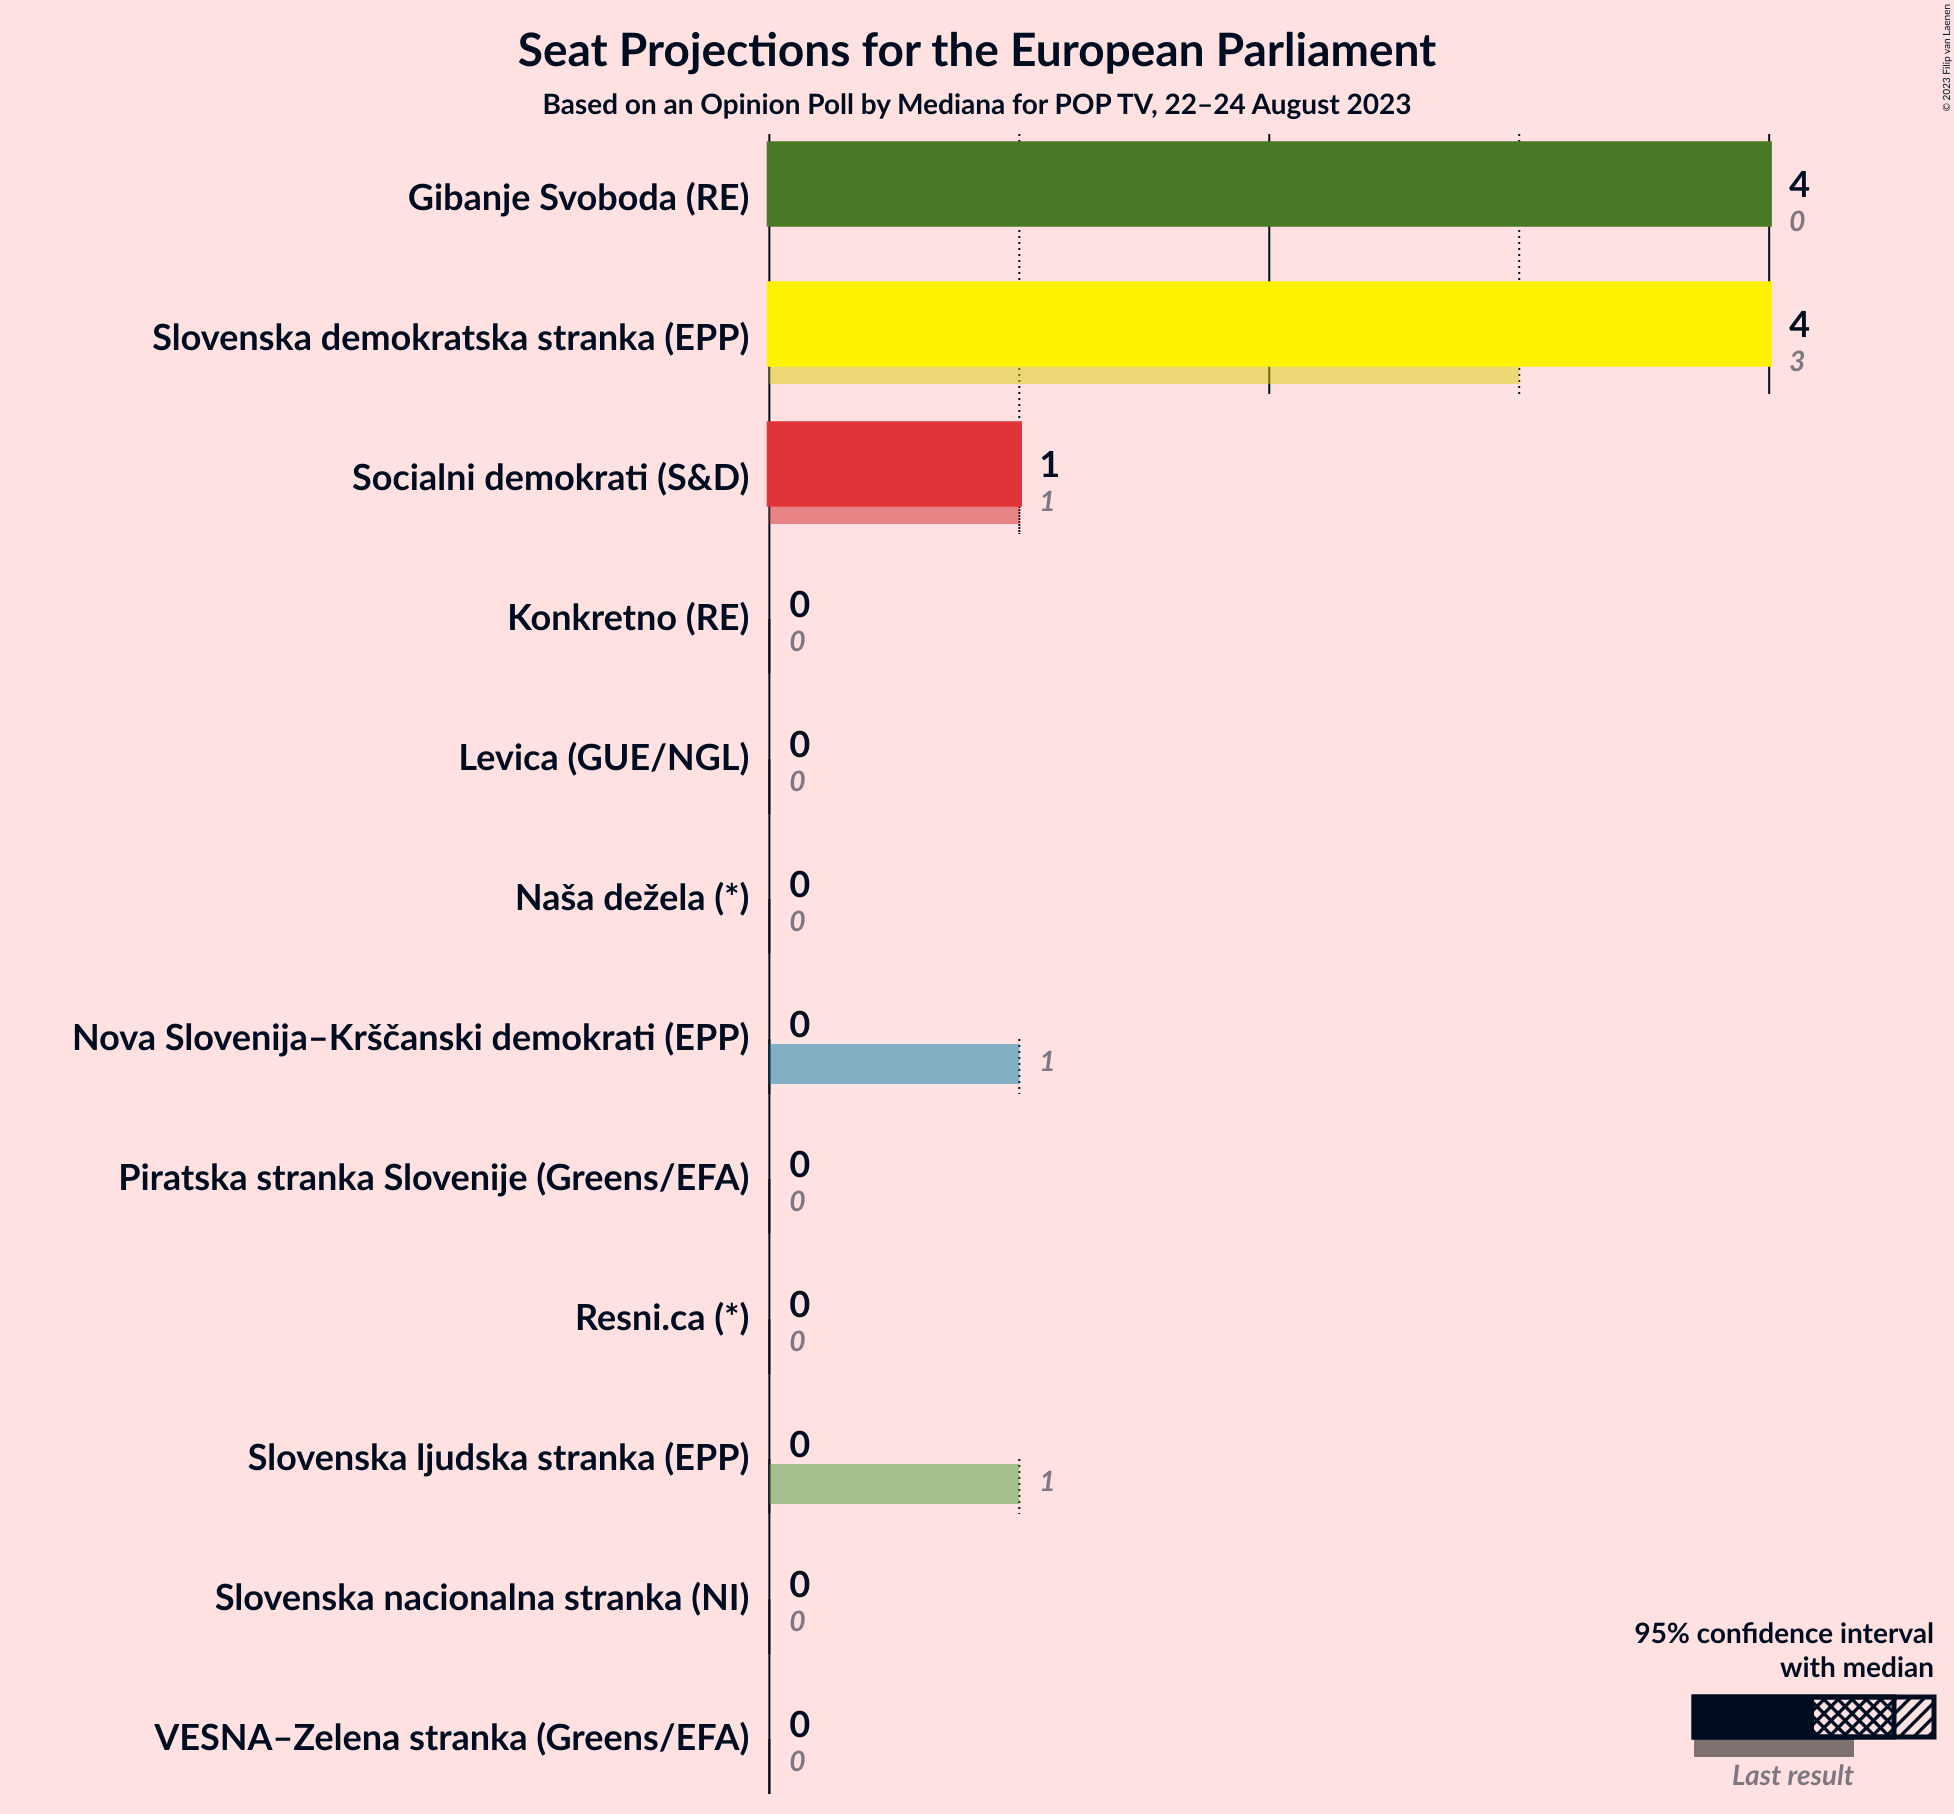 Seat Projections for the European Parliament
Based on an Opinion Poll by Mediana for POP TV, 22–24 August 2023
© 2023 Filip van Laenen
Gibanje Svoboda (RE)
4
0
Slovenska demokratska stranka (EPP)
4
3
Socialni demokrati (S&D)
1
1
Konkretno (RE)
0
0
Levica (GUE/NGL)
0
0
Naša dežela (*)
0
0
Nova Slovenija–Krščanski demokrati (EPP)
0
1
Piratska stranka Slovenije (Greens/EFA)
0
0
Resni.ca (*)
0
0
Slovenska ljudska stranka (EPP)
0
1
Slovenska nacionalna stranka (NI)
0
0
VESNA–Zelena stranka (Greens/EFA)
0
0
95% confidence interval
with median
Last result